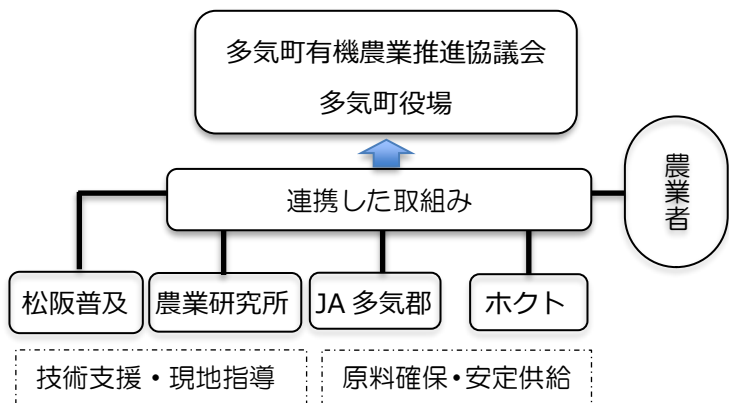 多気町有機農業推進協議会
多気町役場
連携した取組み
農業者
松阪普及
農業研究所
JA 多気郡
ホクト
技術支援・現地指導
原料確保・安定供給